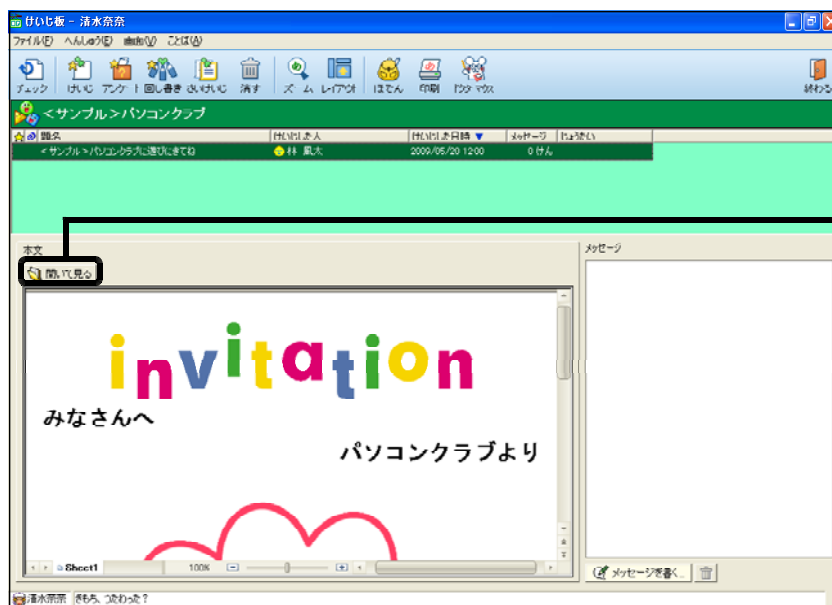 けいじ板 - 清水奈奈
ファイル(F) へんしゅう(E) 画面(V) ことば(A)
チェック けいじ アンケート 回し書き さいけいじ 消す ズーム レイアウト はてん 印刷 ドクターマウス 終わる
<サンプル>パソコンクラブ
題名 けいじした人 けいじした日時 ▼ メッセージ じょうたい
<サンプル>パソコンクラブに遊びにきてね 林 風太 2009/05/20 12:00 0 けん
本文 メッセージ
開いて見る
invitation
みなさんへ
パソコンクラブより
Sheet1 100%
メッセージを書く...
清水奈奈 きもち、つたわった?